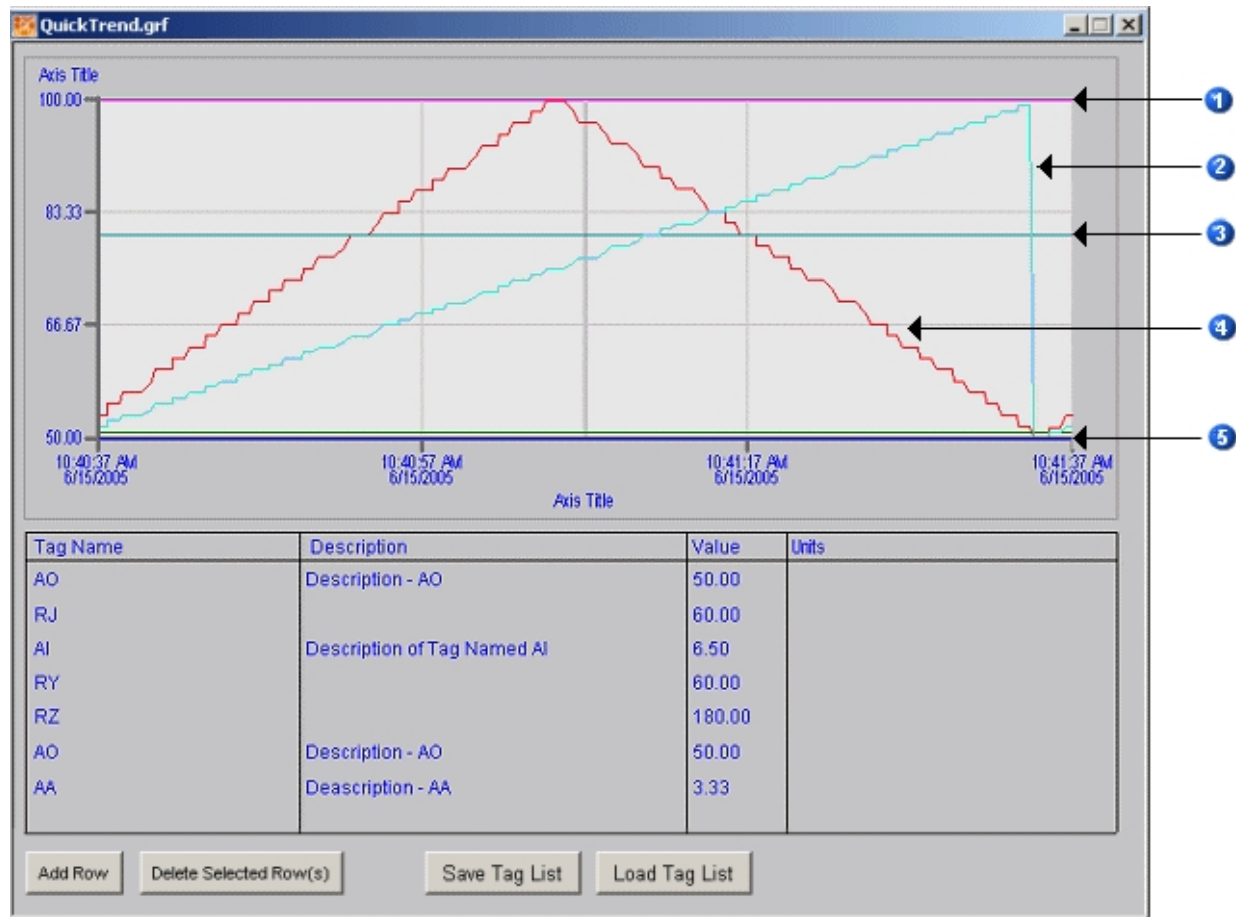 QuickTrend.grf
Axis Title
100.00
1
2
83.33
3
66.67
4
50.00
5
10:40:37 AM 10:40:57 AM 10:41:17 AM 10:41:37 AM
6/15/2005 6/15/2005 6/15/2005 6/15/2005
Axis Title
Tag Name Description Value Units
AO Description - AO 50.00
RJ 60.00
AI Description of Tag Named AI 6.50
RY 60.00
RZ 180.00
AO Description - AO 50.00
AA Deascription - AA 3.33
Add Row Delete Selected Row(s) Save Tag List Load Tag List